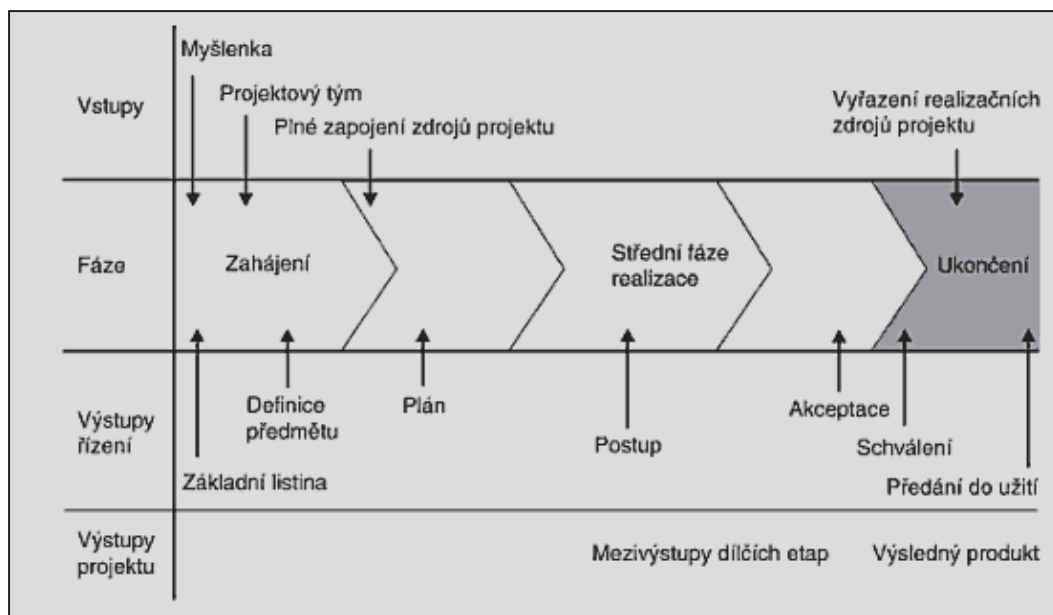 Myšlenka
Vstupy
Projektový tým
Plné zapojení zdrojů projektu
Vyřazení realizačních
zdrojů projektu
Fáze
Zahájení
Střední fáze
realizace
Ukončení
Výstupy
řízení
Definice
předmětu
Plán
Akceptace
Postup
Schválení
Základní listina
Předání do užití
Výstupy
projektu
Mezivýstupy dílčích etap
Výsledný produkt